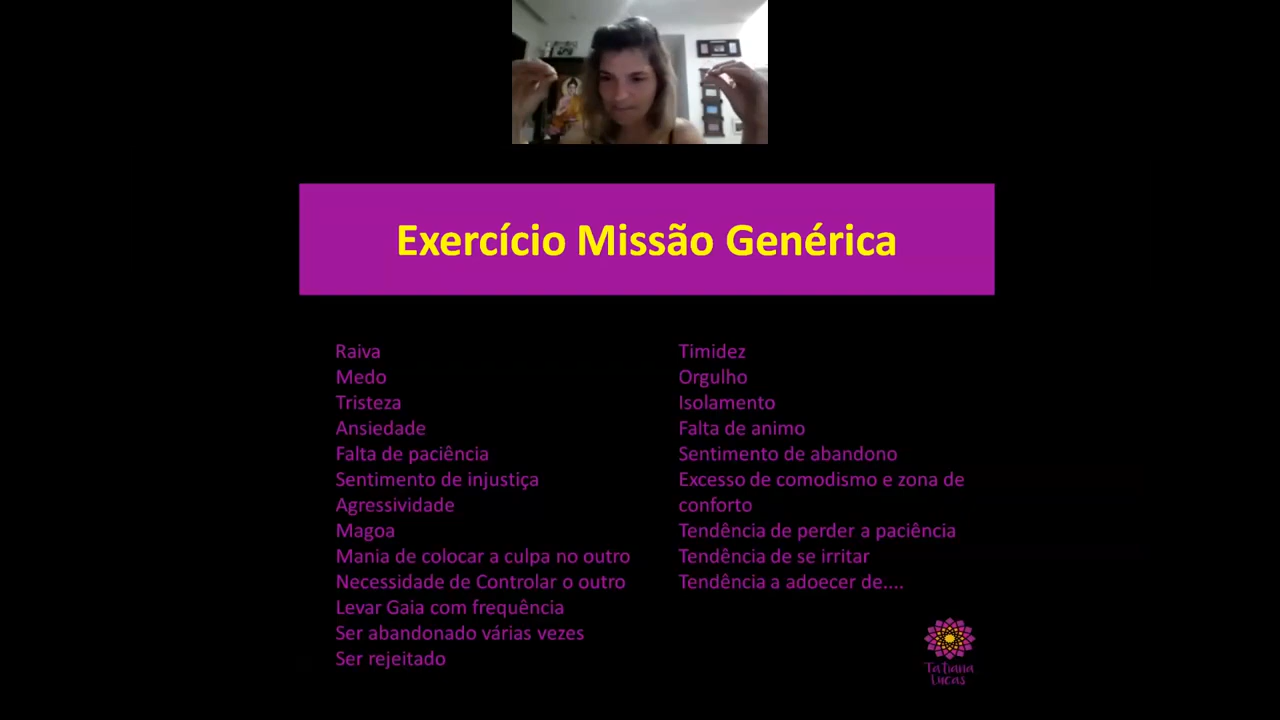 Exercício Missão Genérica
Raiva
Medo
Tristeza
Ansiedade
Falta de paciência
Sentimento de injustiça
Agressividade
Magoa
Mania de colocar a culpa no outro
Necessidade de Controlar o outro
Levar Gaia com frequência
Ser abandonado várias vezes
Ser rejeitado
Timidez
Orgulho
Isolamento
Falta de animo
Sentimento de abandono
Excesso de comodismo e zona de
conforto
Tendência de perder a paciência
Tendência de se irritar
Tendência a adoecer de....
Tatiana
Lucas